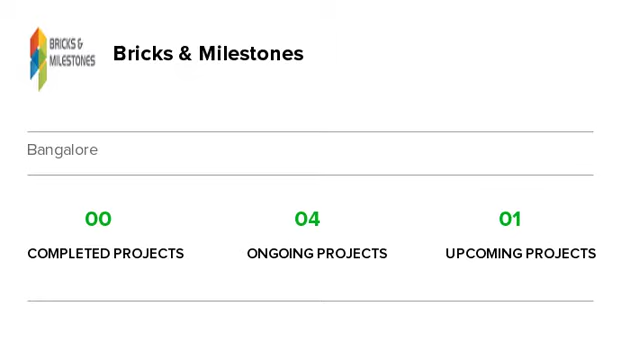 BRICKS &
MILESTONES
Bricks & Milestones
Bangalore
00 04 01
COMPLETED PROJECTS ONGOING PROJECTS UPCOMING PROJECTS